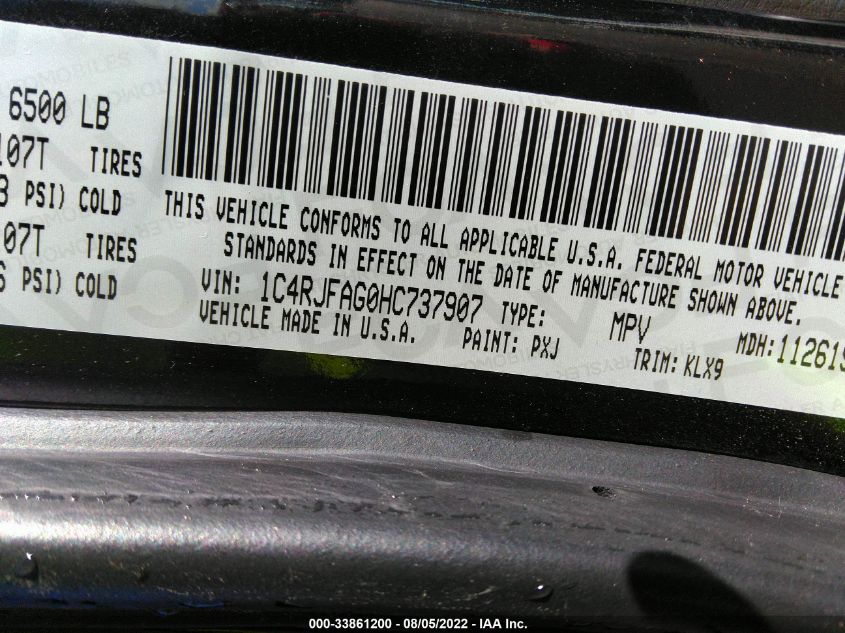 6500 LB
107T TIRES
PSI) COLD
07T TIRES
PSI) COLD
THIS VEHICLE CONFORMS TO ALL APPLICABLE U.S.A. FEDERAL MOTOR VEHICLE
STANDARDS IN EFFECT ON THE DATE OF MANUFACTURE SHOWN ABOVE.
VIN: 1C4RJFAG0HC737907 TYPE: MPV MDH: 11261
VEHICLE MADE IN U.S.A. PAINT: PXJ TRIM: KLX9
000-33861200 - 08/05/2022 - IAA Inc.